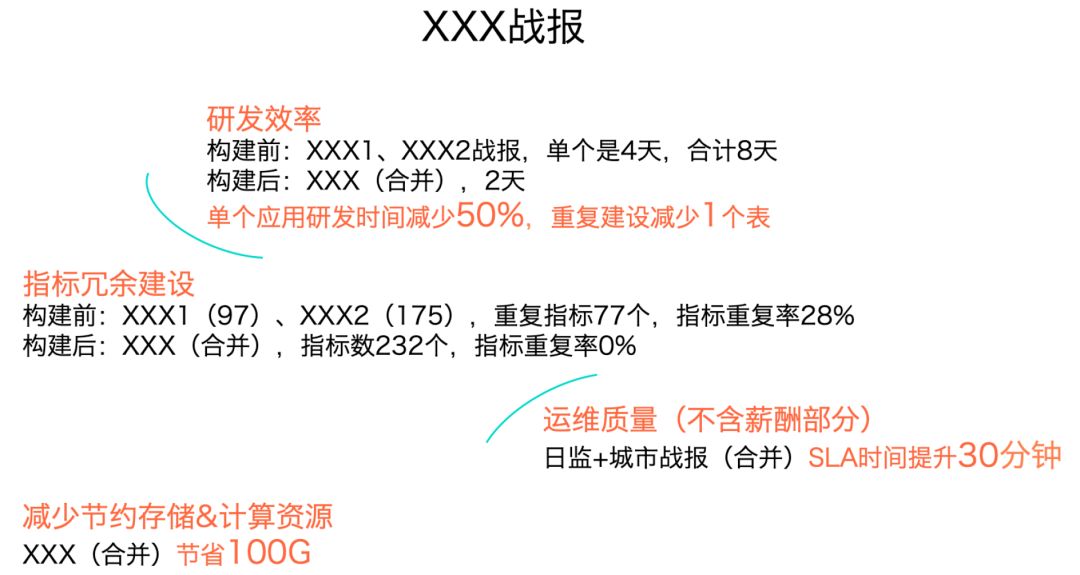 XXX战报
研发效率
构建前：XXX1、XXX2战报，单个是4天，合计8天
构建后：XXX（合并），2天
单个应用研发时间减少50%，重复建设减少1个表
指标冗余建设
构建前：XXX1（97）、XXX2（175），重复指标77个，指标重复率28%
构建后：XXX（合并），指标数232个，指标重复率0%
运维质量（不含薪酬部分）
日监+城市战报（合并）SLA时间提升30分钟
减少节约存储&计算资源
XXX（合并）节省100G